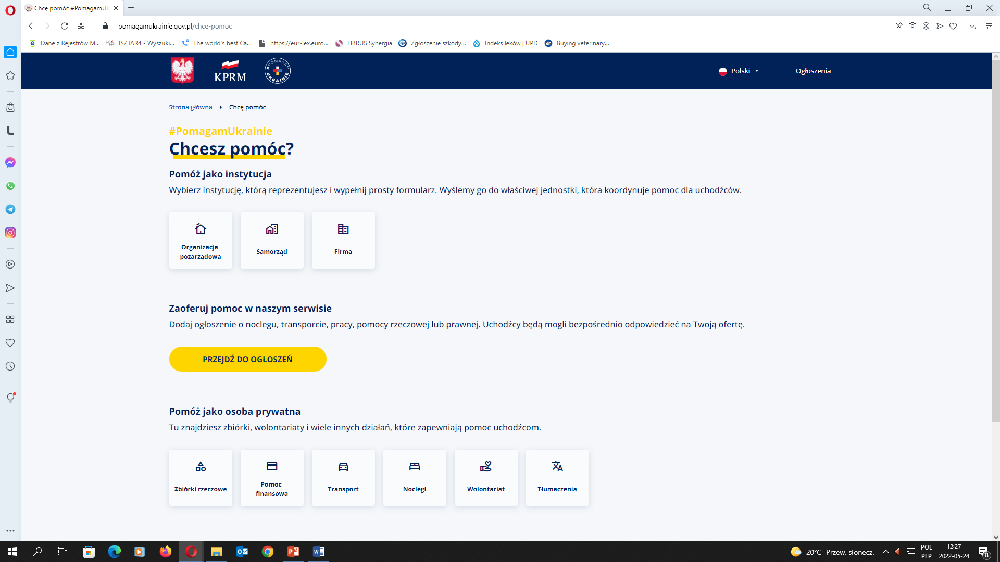 Chcę pomóc #PomagamUk
pomagamukrainie.gov.pl/chce-pomoc
Dane z Rejestrów M... ISZTAR4 - Wyszuki... The world's best Ca... https://eur-lex.euro... LIBRUS Synergia Zgłoszenie szkody... Indeks leków | UPD Buying veterinary...
KPRM
#POMAGAM UKRAINIE
Polski
Ogłoszenia
Strona główna Chcę pomóc
#PomagamUkrainie
Chcesz pomóc?
Pomóż jako instytucja
Wybierz instytucję, którą reprezentujesz i wypełnij prosty formularz. Wyślemy go do właściwej jednostki, która koordynuje pomoc dla uchodźców.
Organizacja
pozarządowa
Samorząd
Firma
Zaoferuj pomoc w naszym serwisie
Dodaj ogłoszenie o noclegu, transporcie, pracy, pomocy rzeczowej lub prawnej. Uchodźcy będą mogli bezpośrednio odpowiedzieć na Twoją ofertę.
PRZEJDŹ DO OGŁOSZEŃ
Pomóż jako osoba prywatna
Tu znajdziesz zbiórki, wolontariaty i wiele innych działań, które zapewniają pomoc uchodźcom.
Zbiórki rzeczowe
Pomoc
finansowa
Transport
Noclegi
Wolontariat
Tłumaczenia
20°C Przew. słonecz.
POL
PLP
12:27
2022-05-24
8